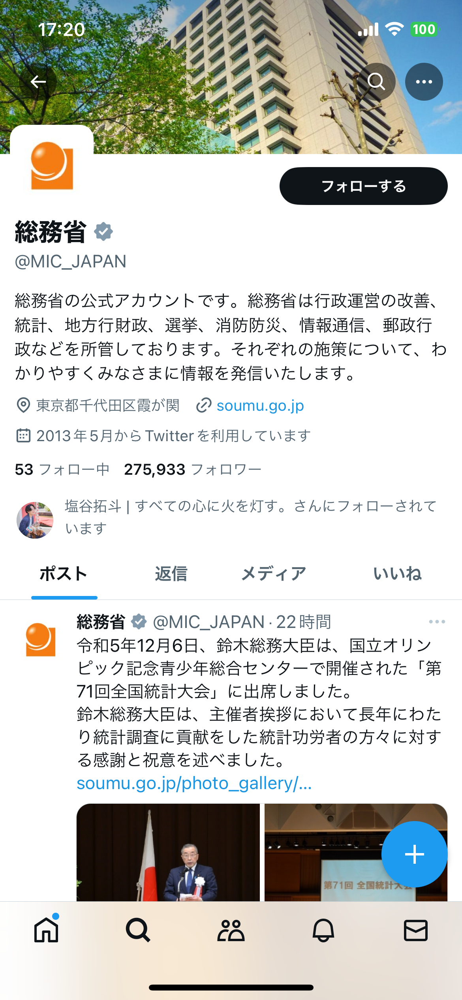 17:20
100
フォローする
総務省
@MIC_JAPAN
総務省の公式アカウントです。総務省は行政運営の改善、
統計、地方行財政、選挙、消防防災、情報通信、郵政行
政などを所管しております。それぞれの施策について、わ
かりやすくみなさまに情報を発信いたします。
東京都千代田区霞が関 soumu.go.jp
2013年5月からTwitterを利用しています
53 フォロー中 275,933 フォロワー
塩谷拓斗 | すべての心に火を灯す。さんにフォローされて
います
ポスト 返信 メディア いいね
総務省 @MIC_JAPAN · 22時間
令和5年12月6日、鈴木総務大臣は、国立オリン
ピック記念青少年総合センターで開催された「第
71回全国統計大会」に出席しました。
鈴木総務大臣は、主催者挨拶において長年にわた
り統計調査に貢献をした統計功労者の方々に対す
る感謝と祝意を述べました。
soumu.go.jp/photo_gallery/...
第71回 全国統計大会